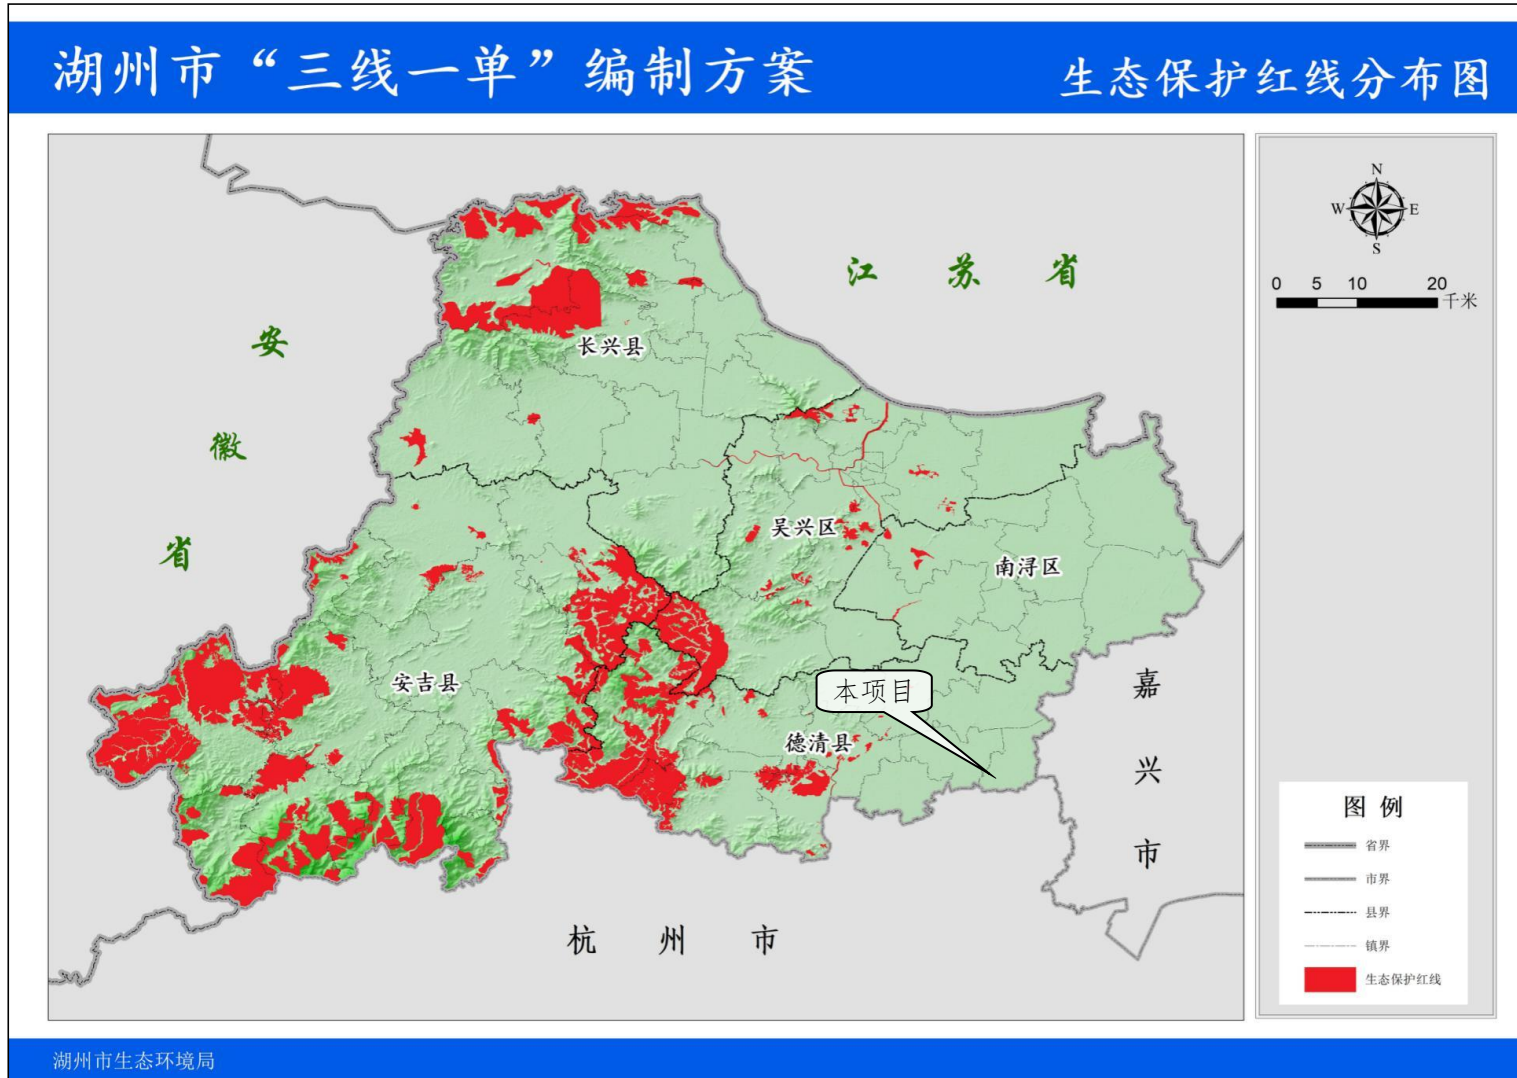 湖州市“三线一单”编制方案
生态保护红线分布图
N
W
E
S
0 5 10 20
千米
江苏省
安徽省
长兴县
吴兴区
南浔区
安吉县
本项目
德清县
嘉兴市
杭州市
图例
省界
市界
县界
镇界
生态保护红线
湖州市生态环境局